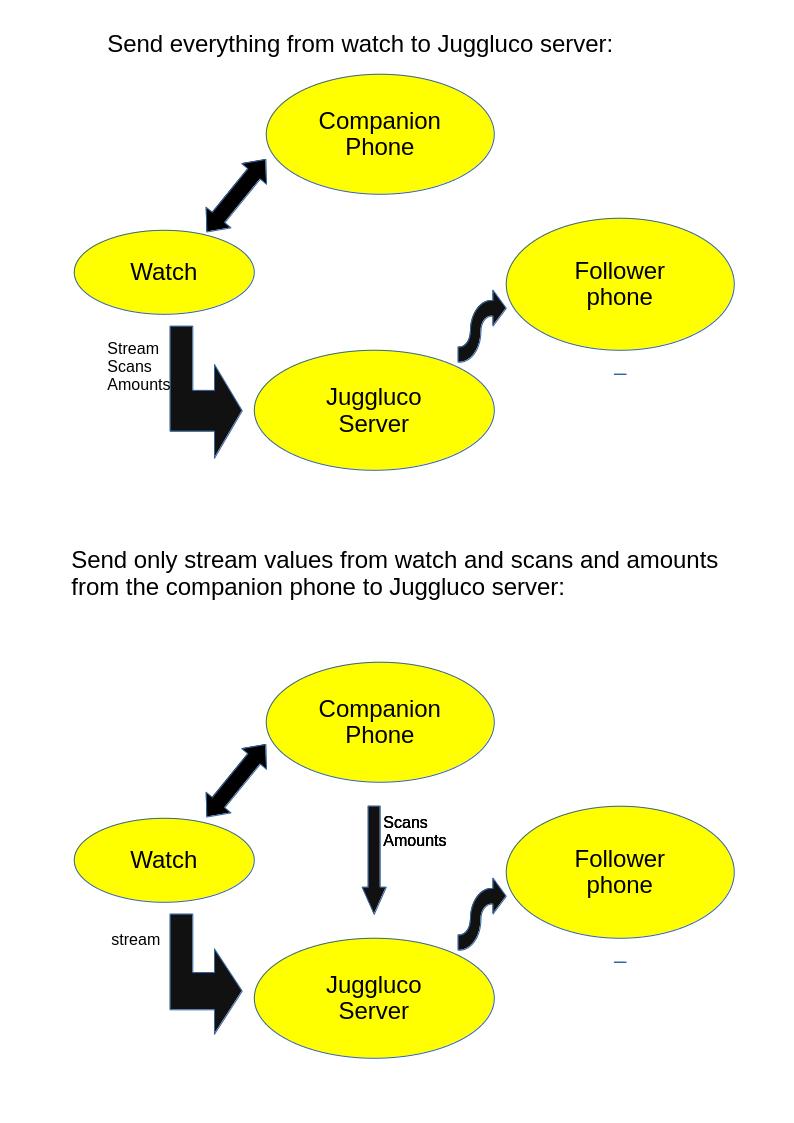 Send everything from watch to Juggluco server:
Companion
Phone
Watch
Follower
phone
Stream
Scans
Amounts
Juggluco
Server
Send only stream values from watch and scans and amounts
from the companion phone to Juggluco server:
Companion
Phone
Scans
Amounts
Watch
Follower
phone
stream
Juggluco
Server